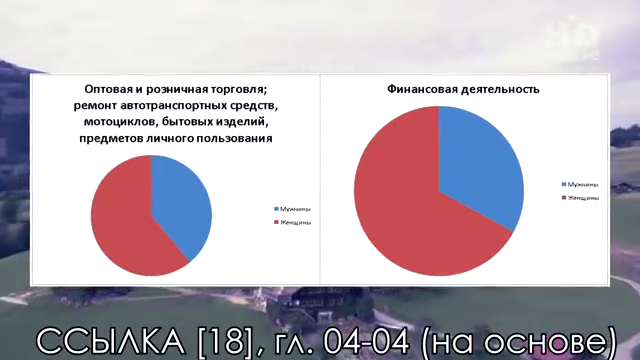 Оптовая и розничная торговля;
ремонт автотранспортных средств,
мотоциклов, бытовых изделий,
предметов личного пользования
Мужчины
Женщины
Финансовая деятельность
Мужчины
Женщины
ССЫЛКА [18], гл. 04-04 (на основе)